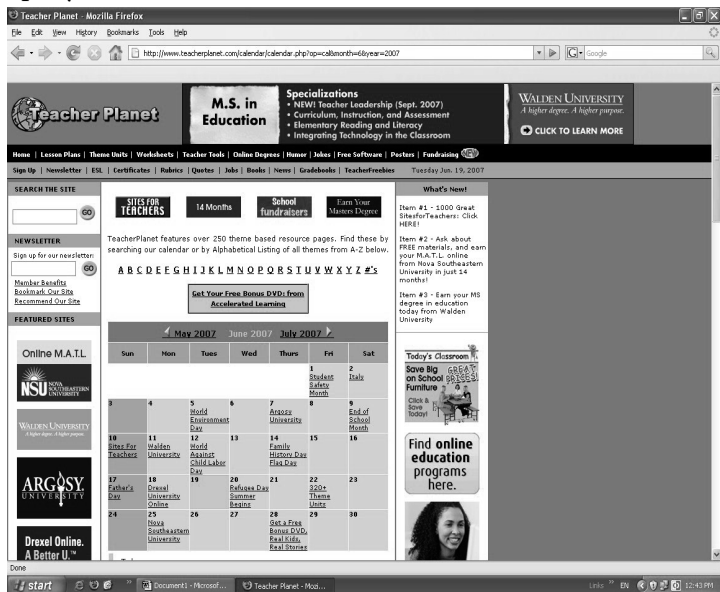 Teacher Planet - Mozilla Firefox
File Edit View History Bookmarks Tools Help
http://www.teacherplanet.com/calendar/calendar.php?op=cal&month=6&year=2007
G Google
Teacher Planet
M.S. in
Education
Specializations
• NEW! Teacher Leadership (Sept. 2007)
• Curriculum, Instruction, and Assessment
• Elementary Reading and Literacy
• Integrating Technology in the Classroom
WALDEN UNIVERSITY
A higher degree. A higher purpose.
CLICK TO LEARN MORE
Home | Lesson Plans | Theme Units | Worksheets | Teacher Tools | Online Degrees | Humor | Jokes | Free Software | Posters | Fundraising NEW
Sign Up | Newsletter | ESL | Certificates | Rubrics | Quotes | Jobs | Books | News | Gradebooks | TeacherFreebies Tuesday Jun. 19, 2007
SEARCH THE SITE
GO
NEWSLETTER
Sign up for our newsletter:
GO
Member Benefits
Bookmark Our Site
Recommend Our Site
FEATURED SITES
Online M.A.T.L
NSU NOVA SOUTHEASTERN UNIVERSITY
WALDEN UNIVERSITY
A higher degree. A higher purpose.
ARGOSY
UNIVERSITY
Drexel Online.
A Better U.™
SITES FOR
TEACHERS
14 Months
School
fundraisers
Earn Your
Masters Degree
TeacherPlanet features over 250 theme based resource pages. Find these by
searching our calendar or by Alphabetical Listing of all themes from A-Z below.
A B C D E F G H I J K L M N O P Q R S T U V W X Y Z #'s
Get Your Free Bonus DVD: from
Accelerated Learning
May 2007 June 2007 July 2007
Sun Mon Tues Wed Thurs Fri Sat
1 Student Safety Month
2 Italy
3
4
5 World Environment Day
6
7 Argosy University
8
9 End of School Month
10 Sites For Teachers
11 Walden University
12 World Against Child Labor Day
13
14 Family History Day Flag Day
15
16
17 Father's Day
18 Drexel University Online
19
20 Refugee Day Summer Begins
21
22 320+ Theme Units
23
24
25 Nova Southeastern University
26
27
28 Get a Free Bonus DVD, Real Kids, Real Stories
29
30
What's New!
Item #1 - 1000 Great
SitesforTeachers: Click
HERE!
Item #2 - Ask about
FREE materials, and earn
your M.A.T.L. online
from Nova Southeastern
University in just 14
months!
Item #3 - Earn your MS
degree in education
today from Walden
University
Today's Classroom
Save Big GREAT
on School PRICES!
Furniture
Click &
Save
Today!
Find online
education
programs
here.
Done
start
Document1 - Microsof...
Teacher Planet - Mozi...
Links » EN 12:43 PM